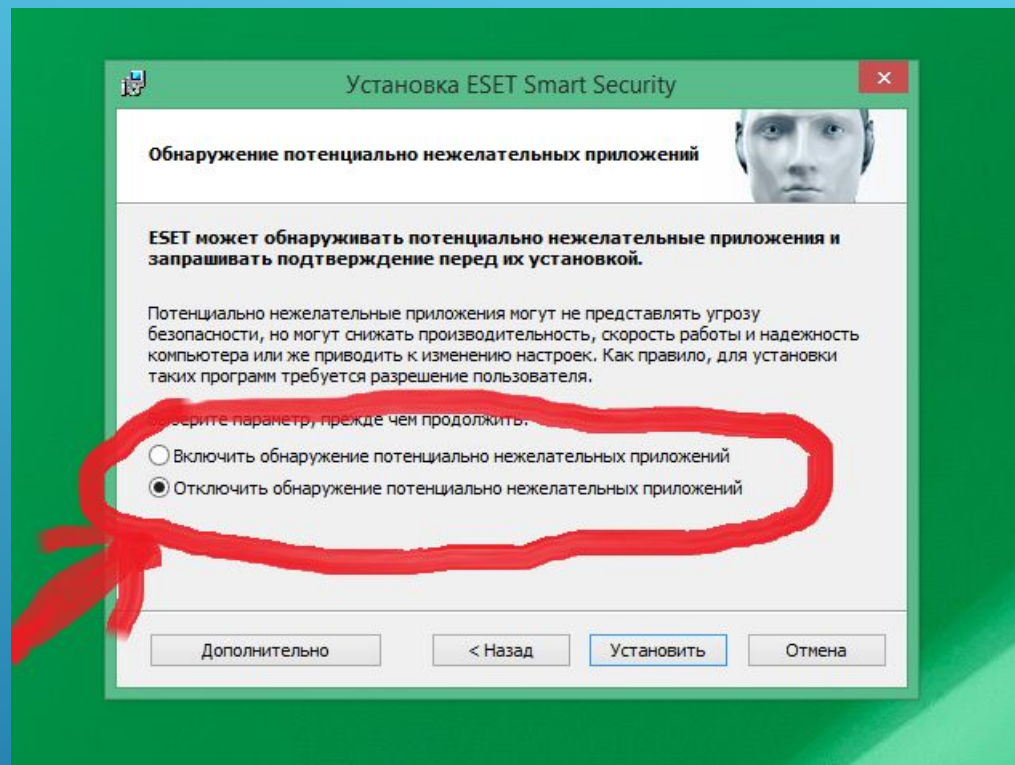 Установка ESET Smart Security
Обнаружение потенциально нежелательных приложений
ESET может обнаруживать потенциально нежелательные приложения и
запрашивать подтверждение перед их установкой.
Потенциально нежелательные приложения могут не представлять угрозу
безопасности, но могут снижать производительность, скорость работы и надежность
компьютера или же приводить к изменению настроек. Как правило, для установки
таких программ требуется разрешение пользователя.
Выберите параметр, прежде чем продолжить:
Включить обнаружение потенциально нежелательных приложений
Отключить обнаружение потенциально нежелательных приложений
Дополнительно
< Назад
Установить
Отмена